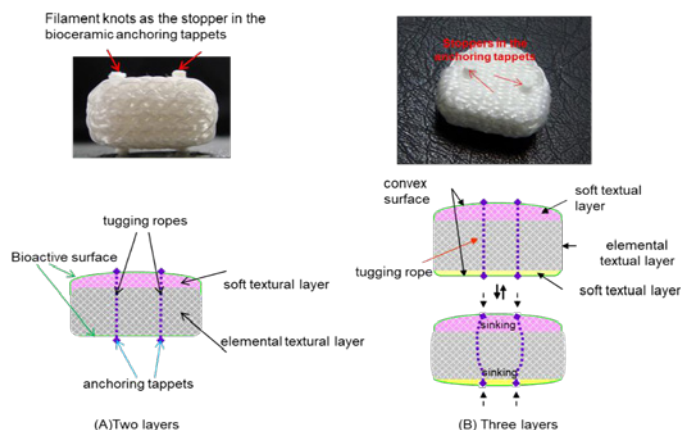 Filament knots as the stopper in the
bioceramic anchoring tappets
Stoppers in the
anchoring tappets
tugging ropes
Bioactive surface
soft textural layer
elemental textural layer
anchoring tappets
(A)Two layers
convex
surface
soft textual
layer
elemental
textual layer
tugging rope
soft textual layer
sinking
sinking
(B) Three layers